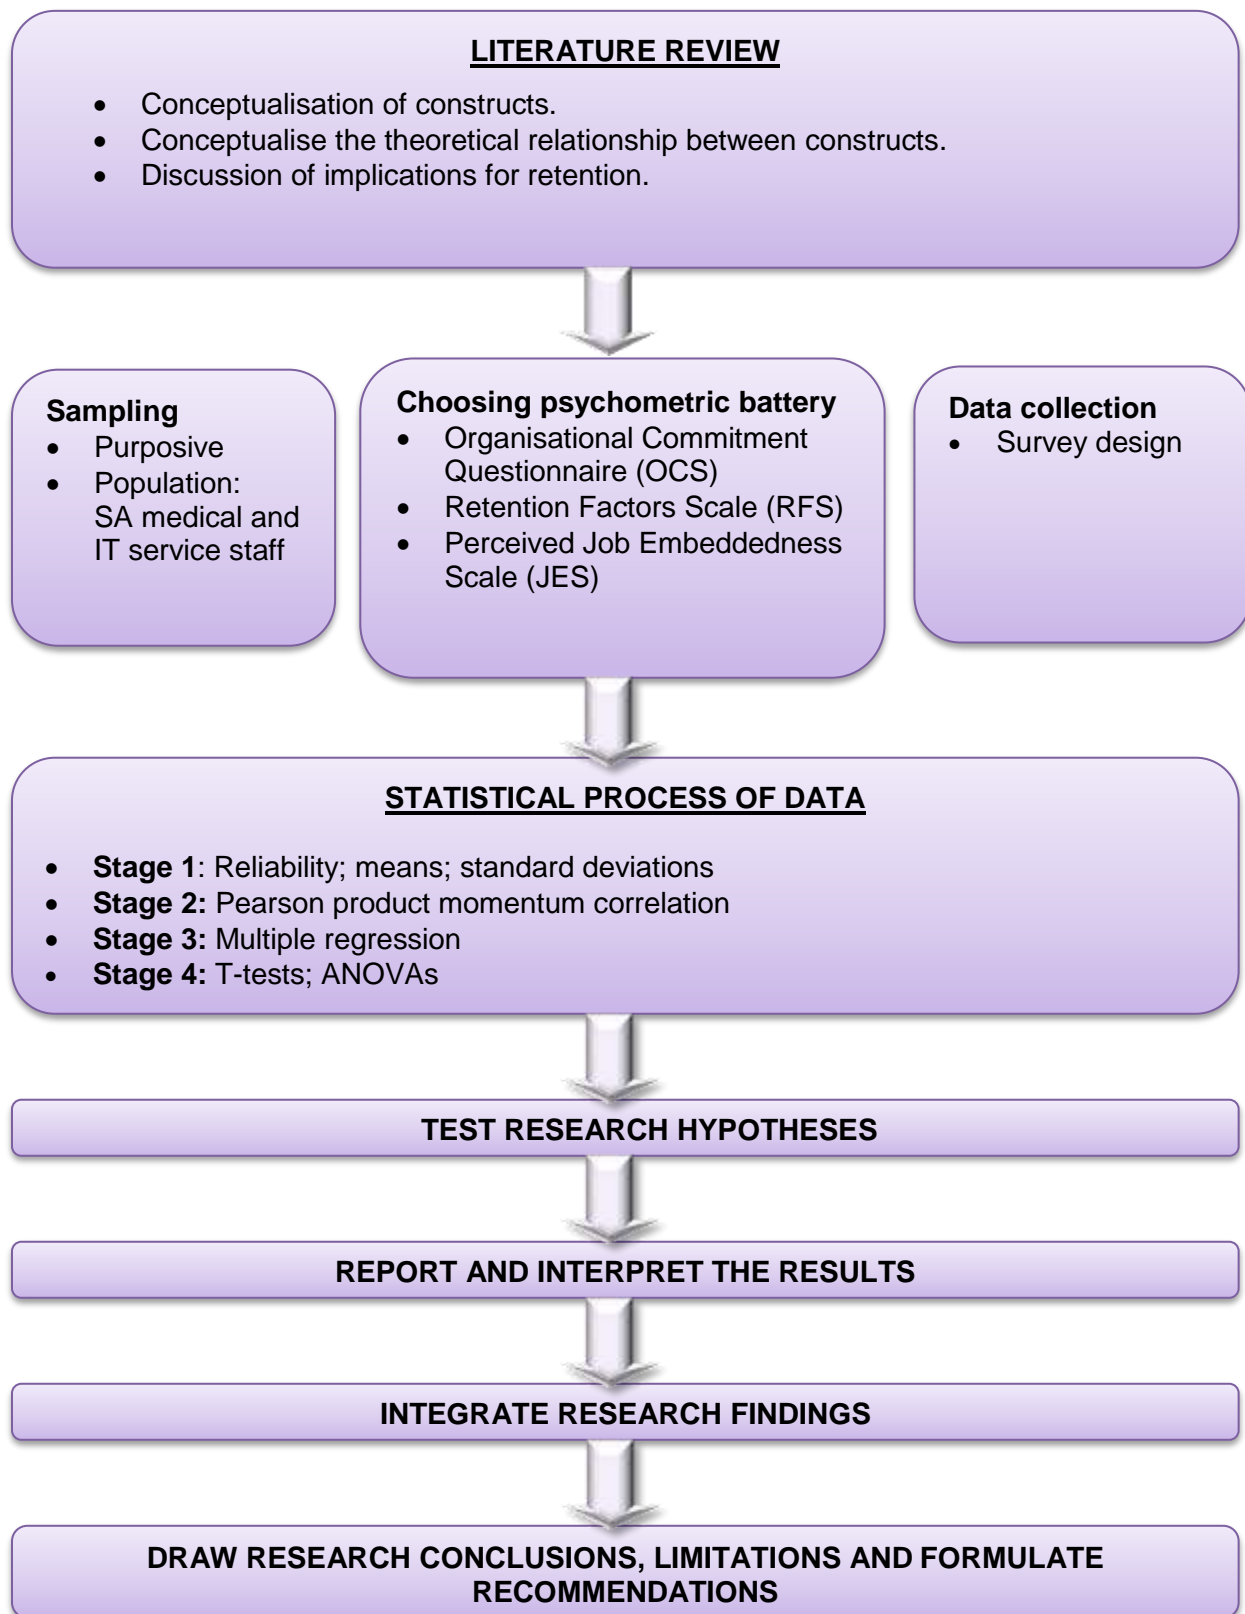 LITERATURE REVIEW
• Conceptualisation of constructs.
• Conceptualise the theoretical relationship between constructs.
• Discussion of implications for retention.
Sampling
• Purposive
• Population:
SA medical and
IT service staff
Choosing psychometric battery
• Organisational Commitment
Questionnaire (OCS)
• Retention Factors Scale (RFS)
• Perceived Job Embeddedness
Scale (JES)
Data collection
• Survey design
STATISTICAL PROCESS OF DATA
• Stage 1: Reliability; means; standard deviations
• Stage 2: Pearson product momentum correlation
• Stage 3: Multiple regression
• Stage 4: T-tests; ANOVAs
TEST RESEARCH HYPOTHESES
REPORT AND INTERPRET THE RESULTS
INTEGRATE RESEARCH FINDINGS
DRAW RESEARCH CONCLUSIONS, LIMITATIONS AND FORMULATE
RECOMMENDATIONS